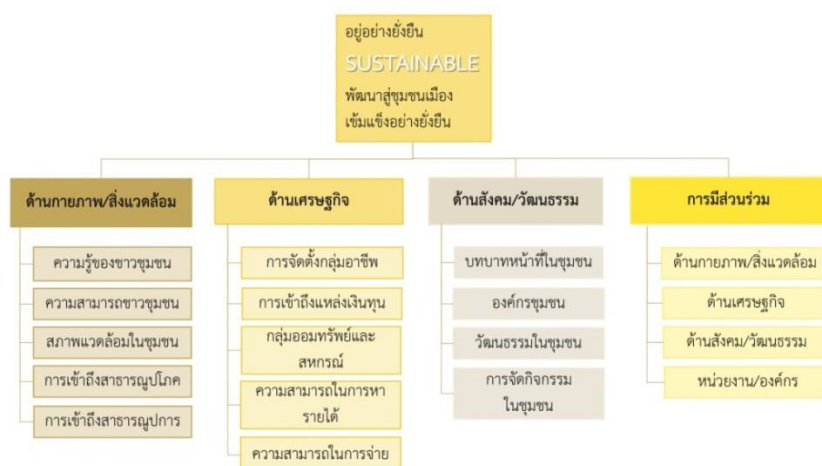 อยู่อย่างยั่งยืน
SUSTAINABLE
พัฒนาสู่ชุมชนเมือง
เข้มแข็งอย่างยั่งยืน
ด้านกายภาพ/สิ่งแวดล้อม
ความรู้ของชาวชุมชน
ความสามารถชาวชุมชน
สภาพแวดล้อมในชุมชน
การเข้าถึงสาธารณูปโภค
การเข้าถึงสาธารณูปการ
ด้านเศรษฐกิจ
การจัดตั้งกลุ่มอาชีพ
การเข้าถึงแหล่งเงินทุน
กลุ่มออมทรัพย์และ
สหกรณ์
ความสามารถในการหา
รายได้
ความสามารถในการจ่าย
ด้านสังคม/วัฒนธรรม
บทบาทหน้าที่ในชุมชน
องค์กรชุมชน
วัฒนธรรมในชุมชน
การจัดกิจกรรม
ในชุมชน
การมีส่วนร่วม
ด้านกายภาพ/สิ่งแวดล้อม
ด้านเศรษฐกิจ
ด้านสังคม/วัฒนธรรม
หน่วยงาน/องค์กร